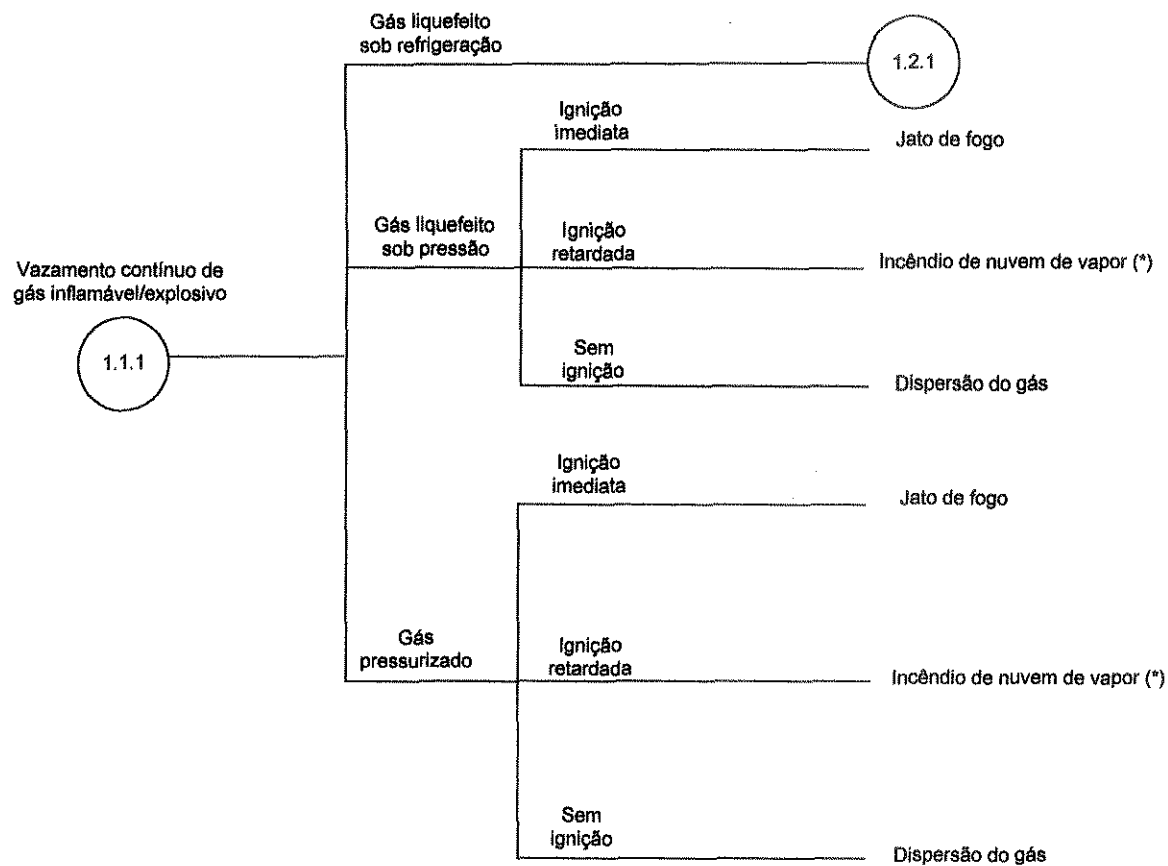 Gás liquefeito
sob refrigeração
1.2.1
Ignição
imediata
Jato de fogo
Gás liquefeito
sob pressão
Ignição
retardada
Incêndio de nuvem de vapor (*)
Vazamento contínuo de
gás inflamável/explosivo
1.1.1
Sem
ignição
Dispersão do gás
Ignição
imediata
Jato de fogo
Gás
pressurizado
Ignição
retardada
Incêndio de nuvem de vapor (*)
Sem
ignição
Dispersão do gás